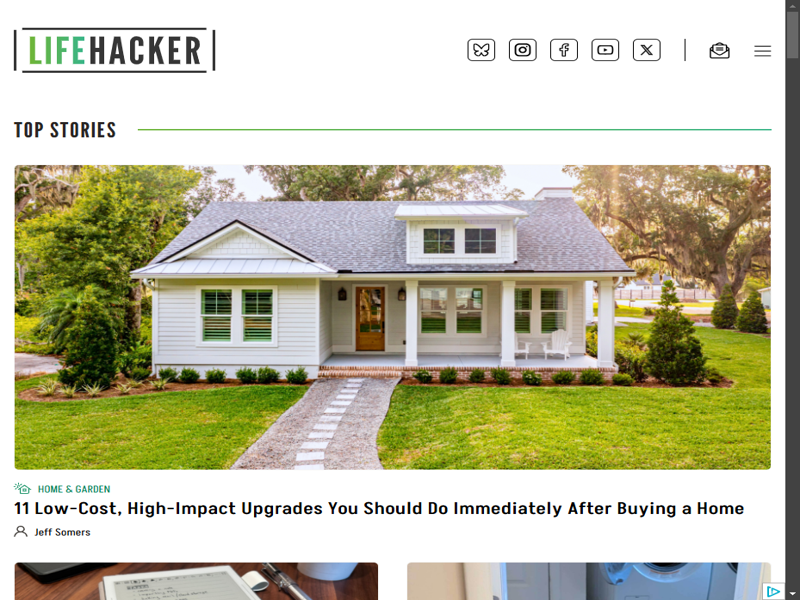 LIFEHACKER
TOP STORIES
HOME & GARDEN
11 Low-Cost, High-Impact Upgrades You Should Do Immediately After Buying a Home
Jeff Somers